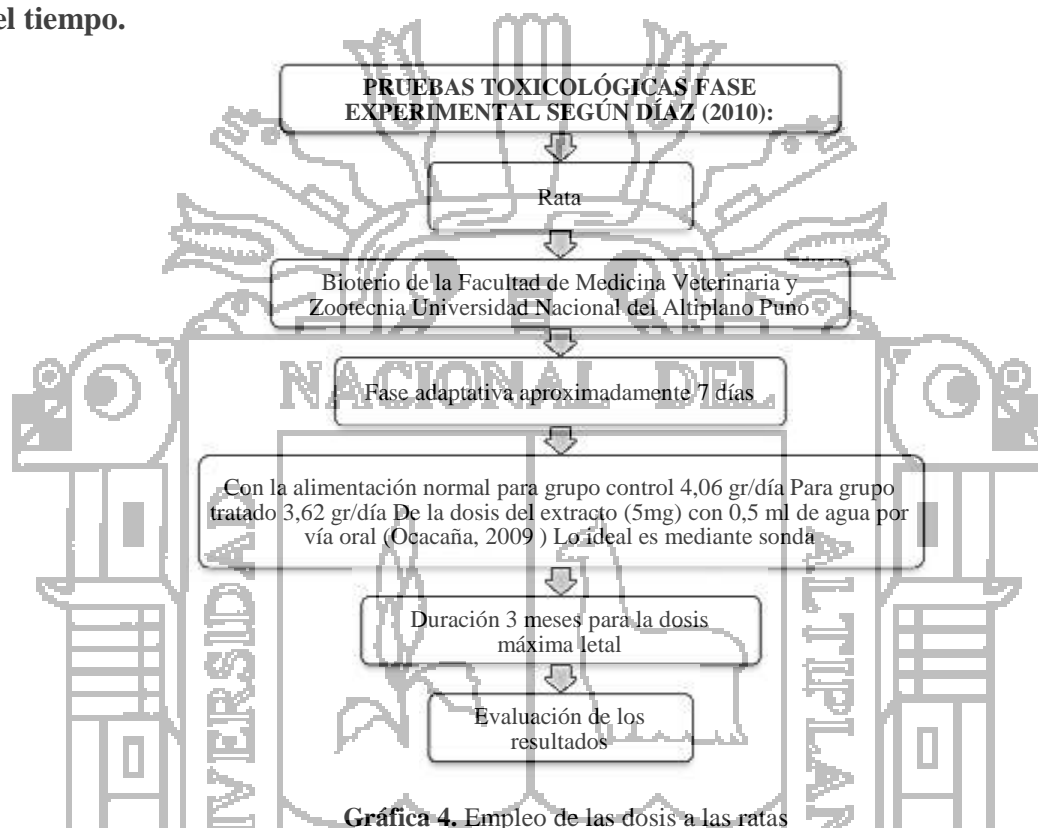 el tiempo.
PRUEBAS TOXICOLÓGICAS FASE
EXPERIMENTAL SEGÚN DÍAZ (2010):
Rata
Bioterio de la Facultad de Medicina Veterinaria y
Zootecnia Universidad Nacional del Altiplano Puno
NACIONAL DEL
Fase adaptativa aproximadamente 7 días
Con la alimentación normal para grupo control 4,06 gr/día Para grupo
tratado 3,62 gr/día De la dosis del extracto (5mg) con 0,5 ml de agua por
vía oral (Ocacaña, 2009 ) Lo ideal es mediante sonda
Duración 3 meses para la dosis
máxima letal
Evaluación de los
resultados
IVERSIDAD
ALTIPLAN
Gráfica 4. Empleo de las dosis a las ratas